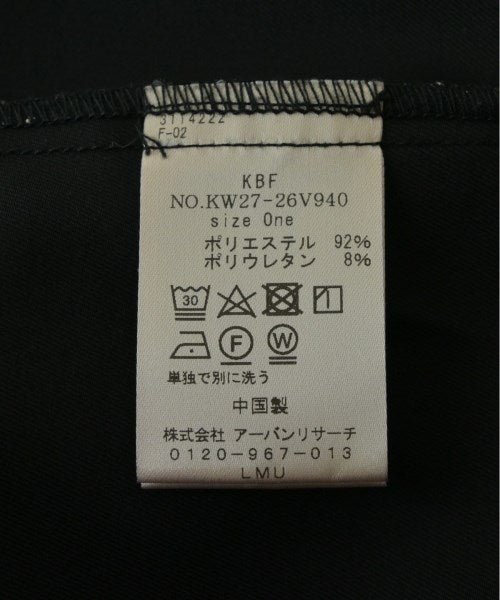 3114222
F-02
KBF
NO.KW27-26V940
size One
ポリエステル 92%
ポリウレタン 8%
30
F W
単独で別に洗う
中国製
株式会社 アーバンリサーチ
0120-967-013
LMU